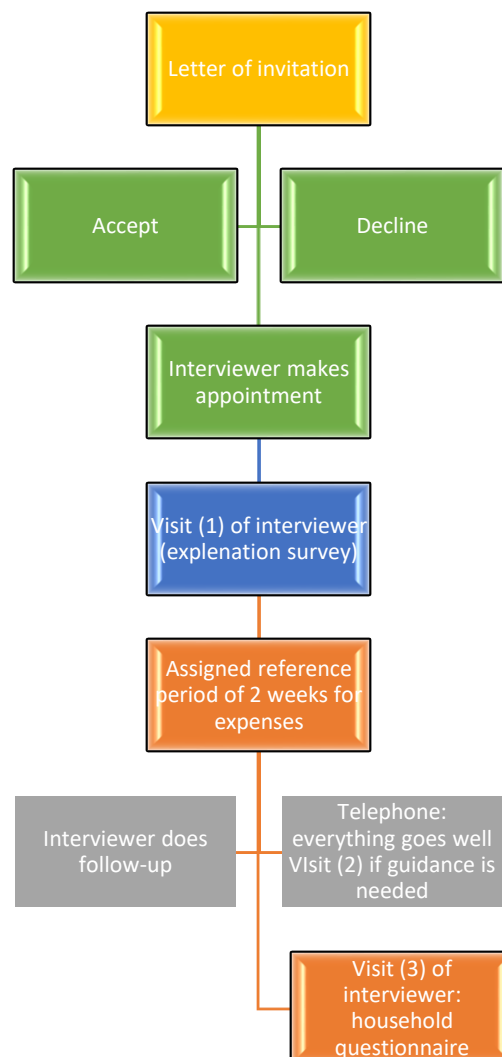 Letter of invitation
Accept
Decline
Interviewer makes
appointment
Visit (1) of interviewer
(explenation survey)
Assigned reference
period of 2 weeks for
expenses
Interviewer does
follow-up
Telephone:
everything goes well
VIsit (2) if guidance is
needed
Visit (3) of
interviewer:
household
questionnaire